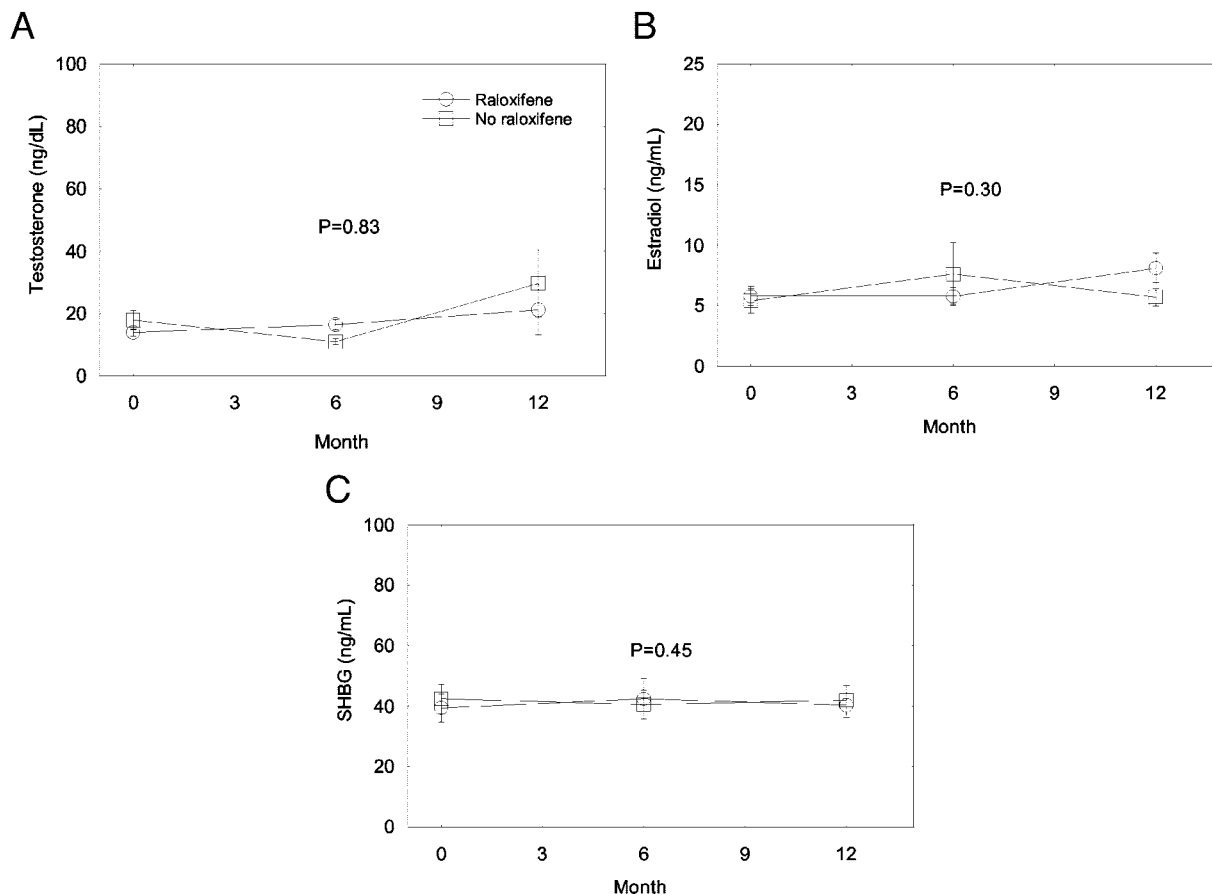 A
100
80
60
40
20
0
Testosterone (ng/dL)
Raloxifene
No raloxifene
P=0.83
0 3 6 9 12
Month
B
25
20
15
10
5
0
Estradiol (ng/mL)
P=0.30
0 3 6 9 12
Month
C
100
80
60
40
20
0
SHBG (ng/mL)
P=0.45
0 3 6 9 12
Month